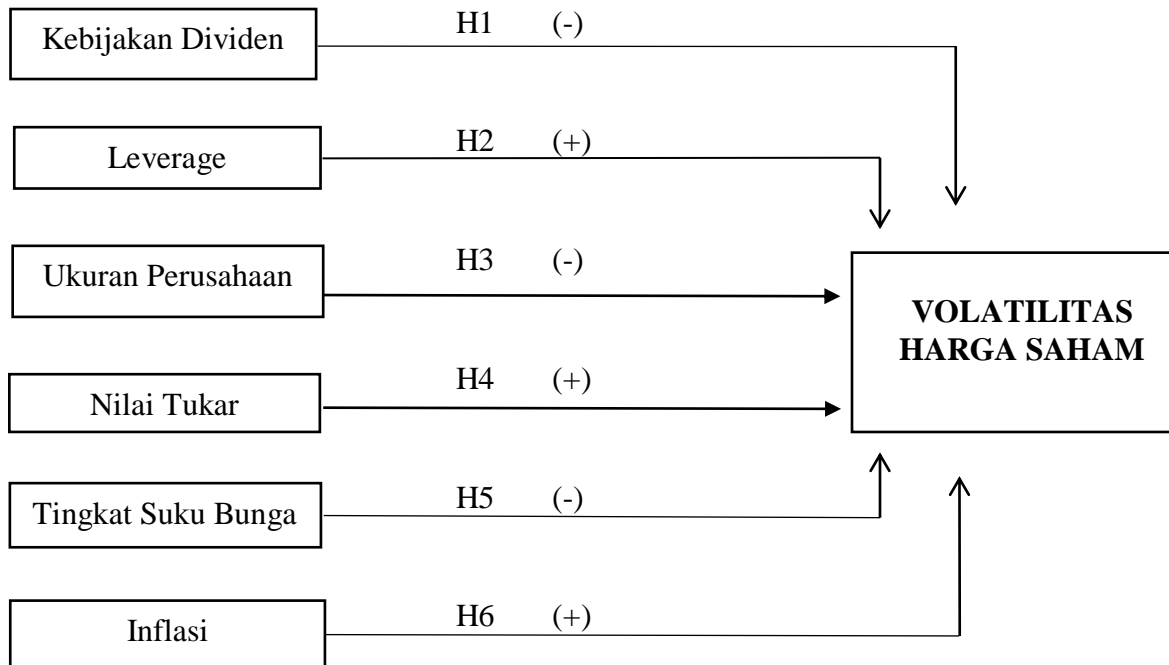 Kebijakan Dividen
H1 (-)
Leverage
H2 (+)
Ukuran Perusahaan
H3 (-)
VOLATILITAS
HARGA SAHAM
Nilai Tukar
H4 (+)
Tingkat Suku Bunga
H5 (-)
Inflasi
H6 (+)